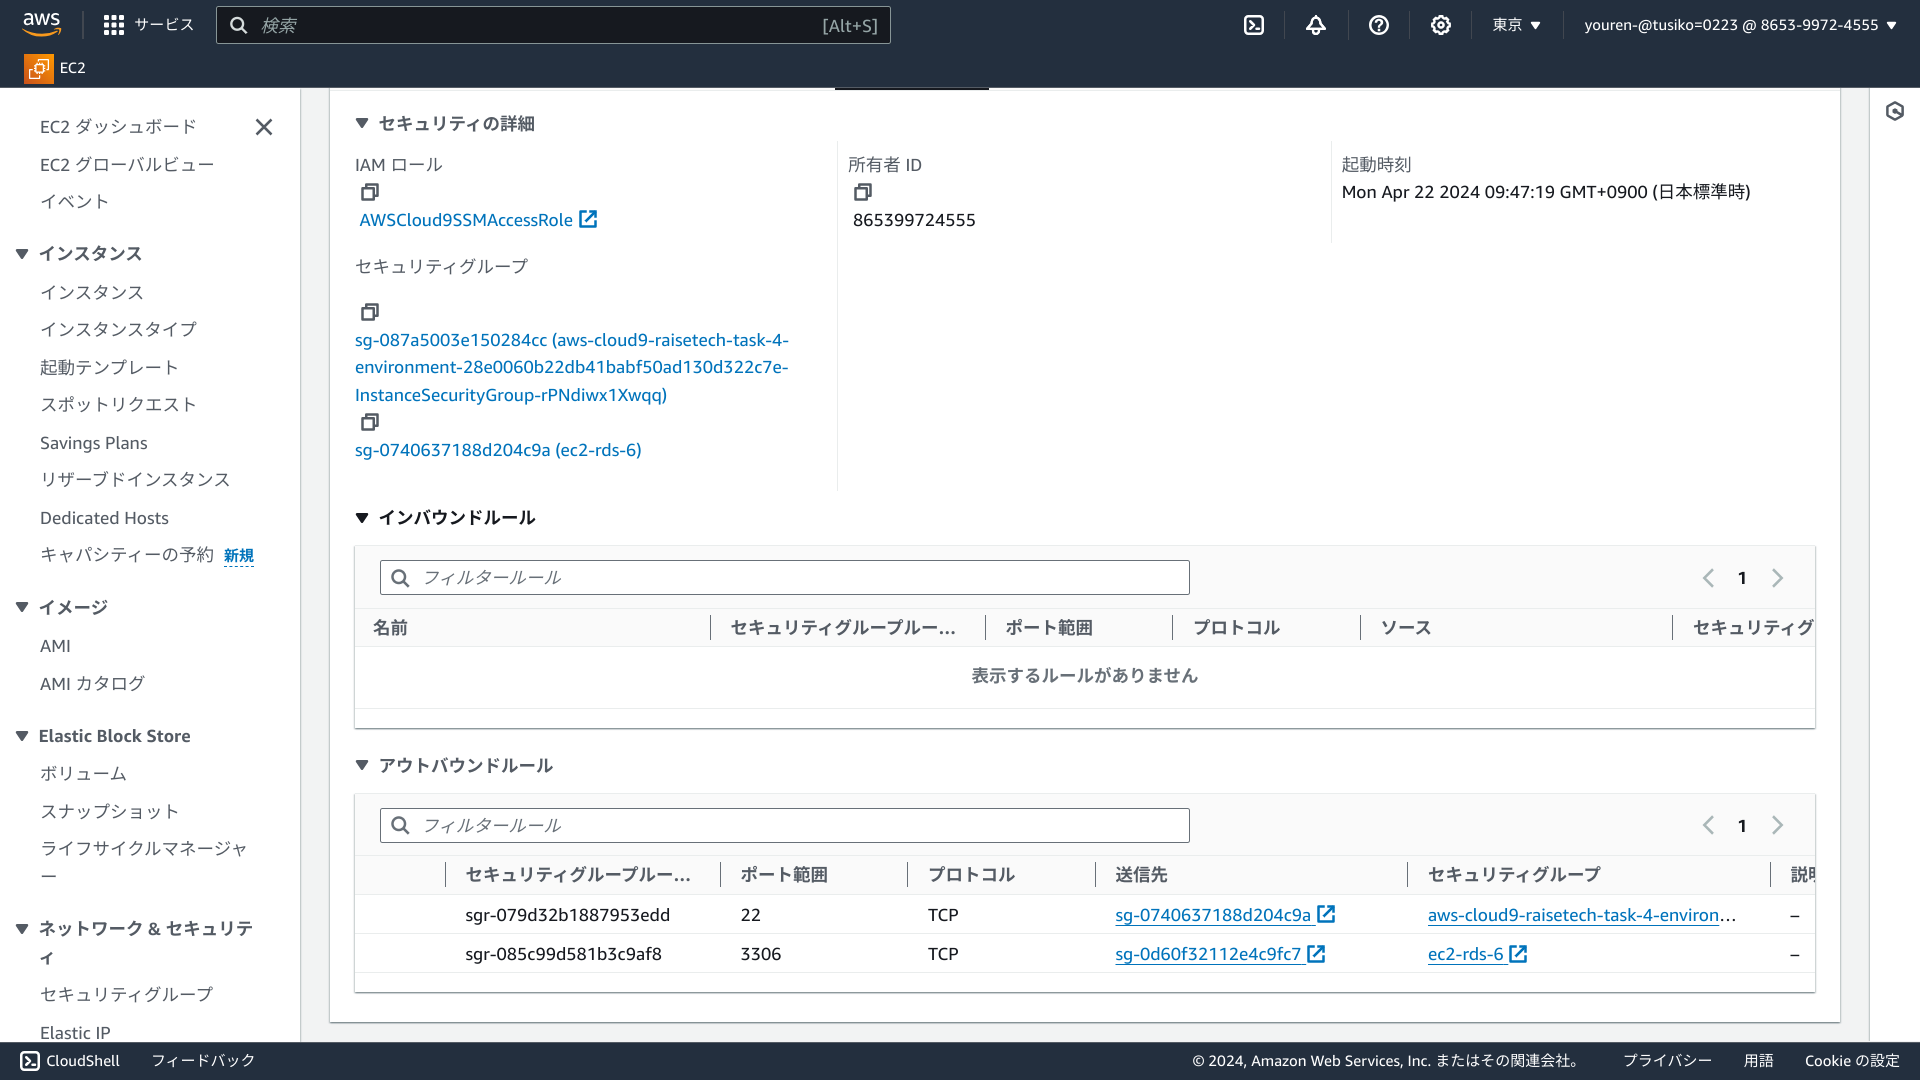 aws
サービス
検索
[Alt+S]
東京
youren-@tusiko=0223 @ 8653-9972-4555
EC2
EC2 ダッシュボード
EC2 グローバルビュー
イベント
インスタンス
インスタンス
インスタンスタイプ
起動テンプレート
スポットリクエスト
Savings Plans
リザーブドインスタンス
Dedicated Hosts
キャパシティーの予約 新規
イメージ
AMI
AMI カタログ
Elastic Block Store
ボリューム
スナップショット
ライフサイクルマネージャ
ー
ネットワーク & セキュリテ
ィ
セキュリティグループ
Elastic IP
セキュリティの詳細
IAM ロール
AWSCloud9SSMAccessRole
所有者 ID
865399724555
起動時刻
Mon Apr 22 2024 09:47:19 GMT+0900 (日本標準時)
セキュリティグループ
sg-087a5003e150284cc (aws-cloud9-raisetech-task-4-
environment-28e0060b22db41babf50ad130d322c7e-
InstanceSecurityGroup-rPNdiwx1Xwqq)
sg-0740637188d204c9a (ec2-rds-6)
インバウンドルール
フィルタールール
1
名前 セキュリティグループルー... ポート範囲 プロトコル ソース セキュリティグ
表示するルールがありません
アウトバウンドルール
フィルタールール
1
セキュリティグループルー... ポート範囲 プロトコル 送信先 セキュリティグループ 説明
sgr-079d32b1887953edd 22 TCP sg-0740637188d204c9a aws-cloud9-raisetech-task-4-environ... –
sgr-085c99d581b3c9af8 3306 TCP sg-0d60f32112e4c9fc7 ec2-rds-6 –
CloudShell フィードバック © 2024, Amazon Web Services, Inc. またはその関連会社。 プライバシー 用語 Cookie の設定